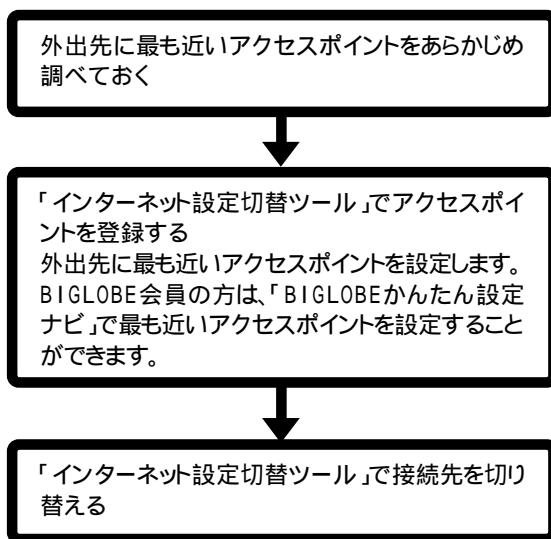 外出先に最も近いアクセスポイントをあらかじめ
調べておく
「インターネット設定切替ツール」でアクセスポイ
ントを登録する
外出先に最も近いアクセスポイントを設定します。
BIGLOBE会員の方は、「BIGLOBEかんたん設定
ナビ」で最も近いアクセスポイントを設定すること
ができます。
「インターネット設定切替ツール」で接続先を切り
替える